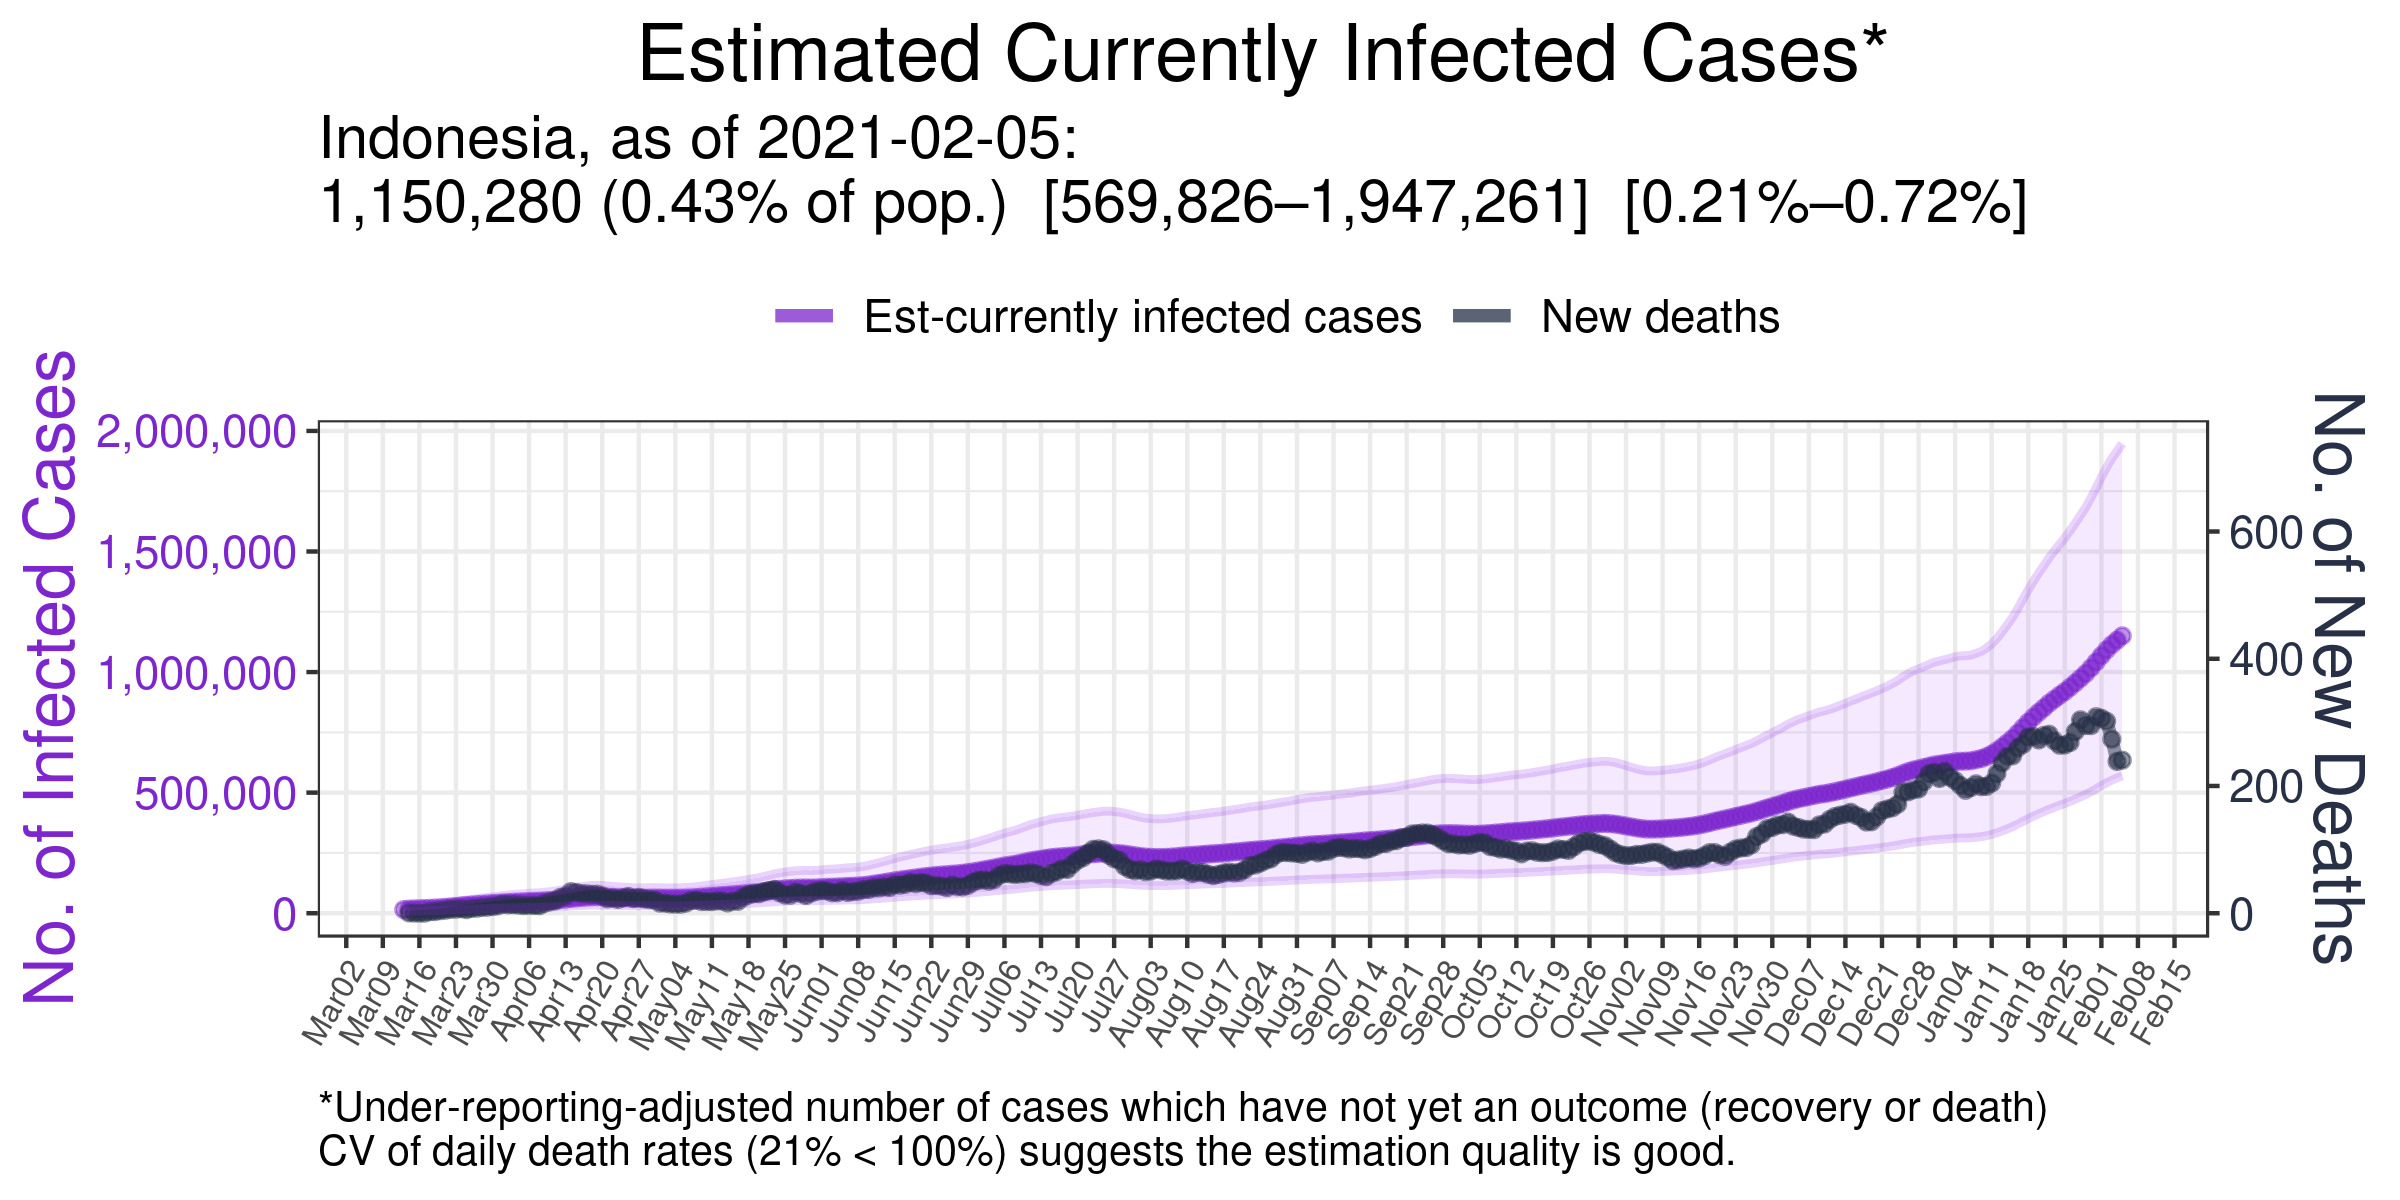 Estimated Currently Infected Cases*
Indonesia, as of 2021-02-05:
1,150,280 (0.43% of pop.) [569,826–1,947,261] [0.21%–0.72%]
Est-currently infected cases New deaths
No. of Infected Cases
2,000,000
1,500,000
1,000,000
500,000
0
600
400
200
0
No. of New Deaths
Mar02 Mar09 Mar16 Mar23 Mar30 Apr06 Apr13 Apr20 Apr27 May04 May11 May18 May25 Jun01 Jun08 Jun15 Jun22 Jun29 Jul06 Jul13 Jul20 Jul27 Aug03 Aug10 Aug17 Aug24 Aug31 Sep07 Sep14 Sep21 Sep28 Oct05 Oct12 Oct19 Oct26 Nov02 Nov09 Nov16 Nov23 Nov30 Dec07 Dec14 Dec21 Dec28 Jan04 Jan11 Jan18 Jan25 Feb01 Feb08 Feb15
*Under-reporting-adjusted number of cases which have not yet an outcome (recovery or death)
CV of daily death rates (21% < 100%) suggests the estimation quality is good.